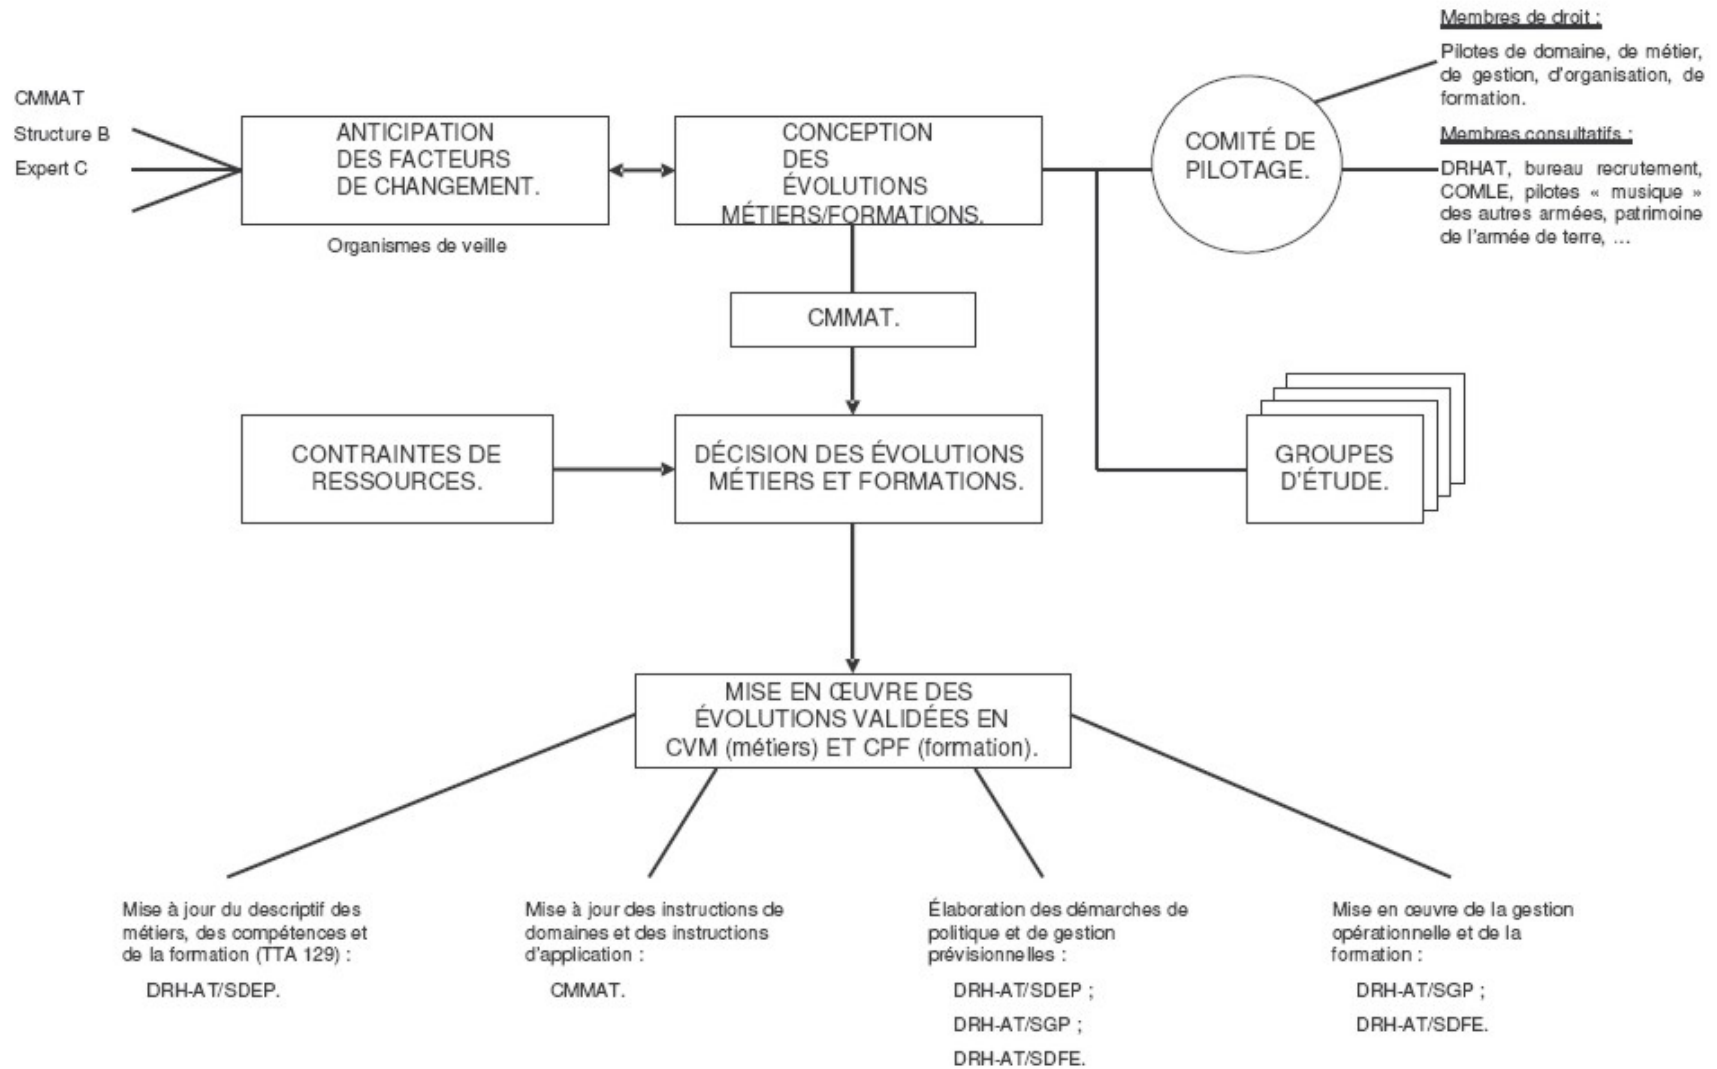 CMMAT
Structure B
Expert C
ANTICIPATION
DES FACTEURS
DE CHANGEMENT.
Organismes de veille
CONCEPTION
DES
ÉVOLUTIONS
MÉTIERS/FORMATIONS.
COMITÉ DE
PILOTAGE.
Membres de droit :
Pilotes de domaine, de métier,
de gestion, d'organisation, de
formation.
Membres consultatifs :
DRHAT, bureau recrutement,
COMLE, pilotes « musique »
des autres armées, patrimoine
de l'armée de terre, ...
CMMAT.
CONTRAINTES DE
RESSOURCES.
DÉCISION DES ÉVOLUTIONS
MÉTIERS ET FORMATIONS.
GROUPES
D'ÉTUDE.
MISE EN ŒUVRE DES
ÉVOLUTIONS VALIDÉES EN
CVM (métiers) ET CPF (formation).
Mise à jour du descriptif des
métiers, des compétences et
de la formation (TTA 129) :
DRH-AT/SDEP.
Mise à jour des instructions de
domaines et des instructions
d'application :
CMMAT.
Élaboration des démarches de
politique et de gestion
prévisionnelles :
DRH-AT/SDEP ;
DRH-AT/SGP ;
DRH-AT/SDFE.
Mise en œuvre de la gestion
opérationnelle et de la
formation :
DRH-AT/SGP ;
DRH-AT/SDFE.